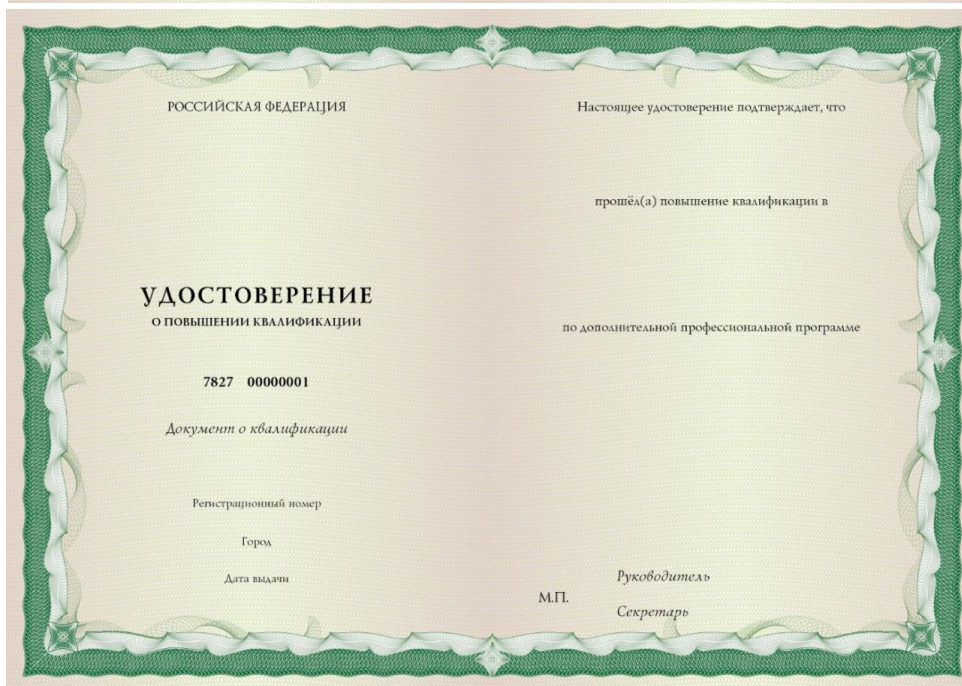 РОССИЙСКАЯ ФЕДЕРАЦИЯ
УДОСТОВЕРЕНИЕ
О ПОВЫШЕНИИ КВАЛИФИКАЦИИ
7827 00000001
Документ о квалификации
Регистрационный номер
Город
Дата выдачи
Настоящее удостоверение подтверждает, что
прошёл(а) повышение квалификации в
по дополнительной профессиональной программе
Руководитель
М.П.
Секретарь